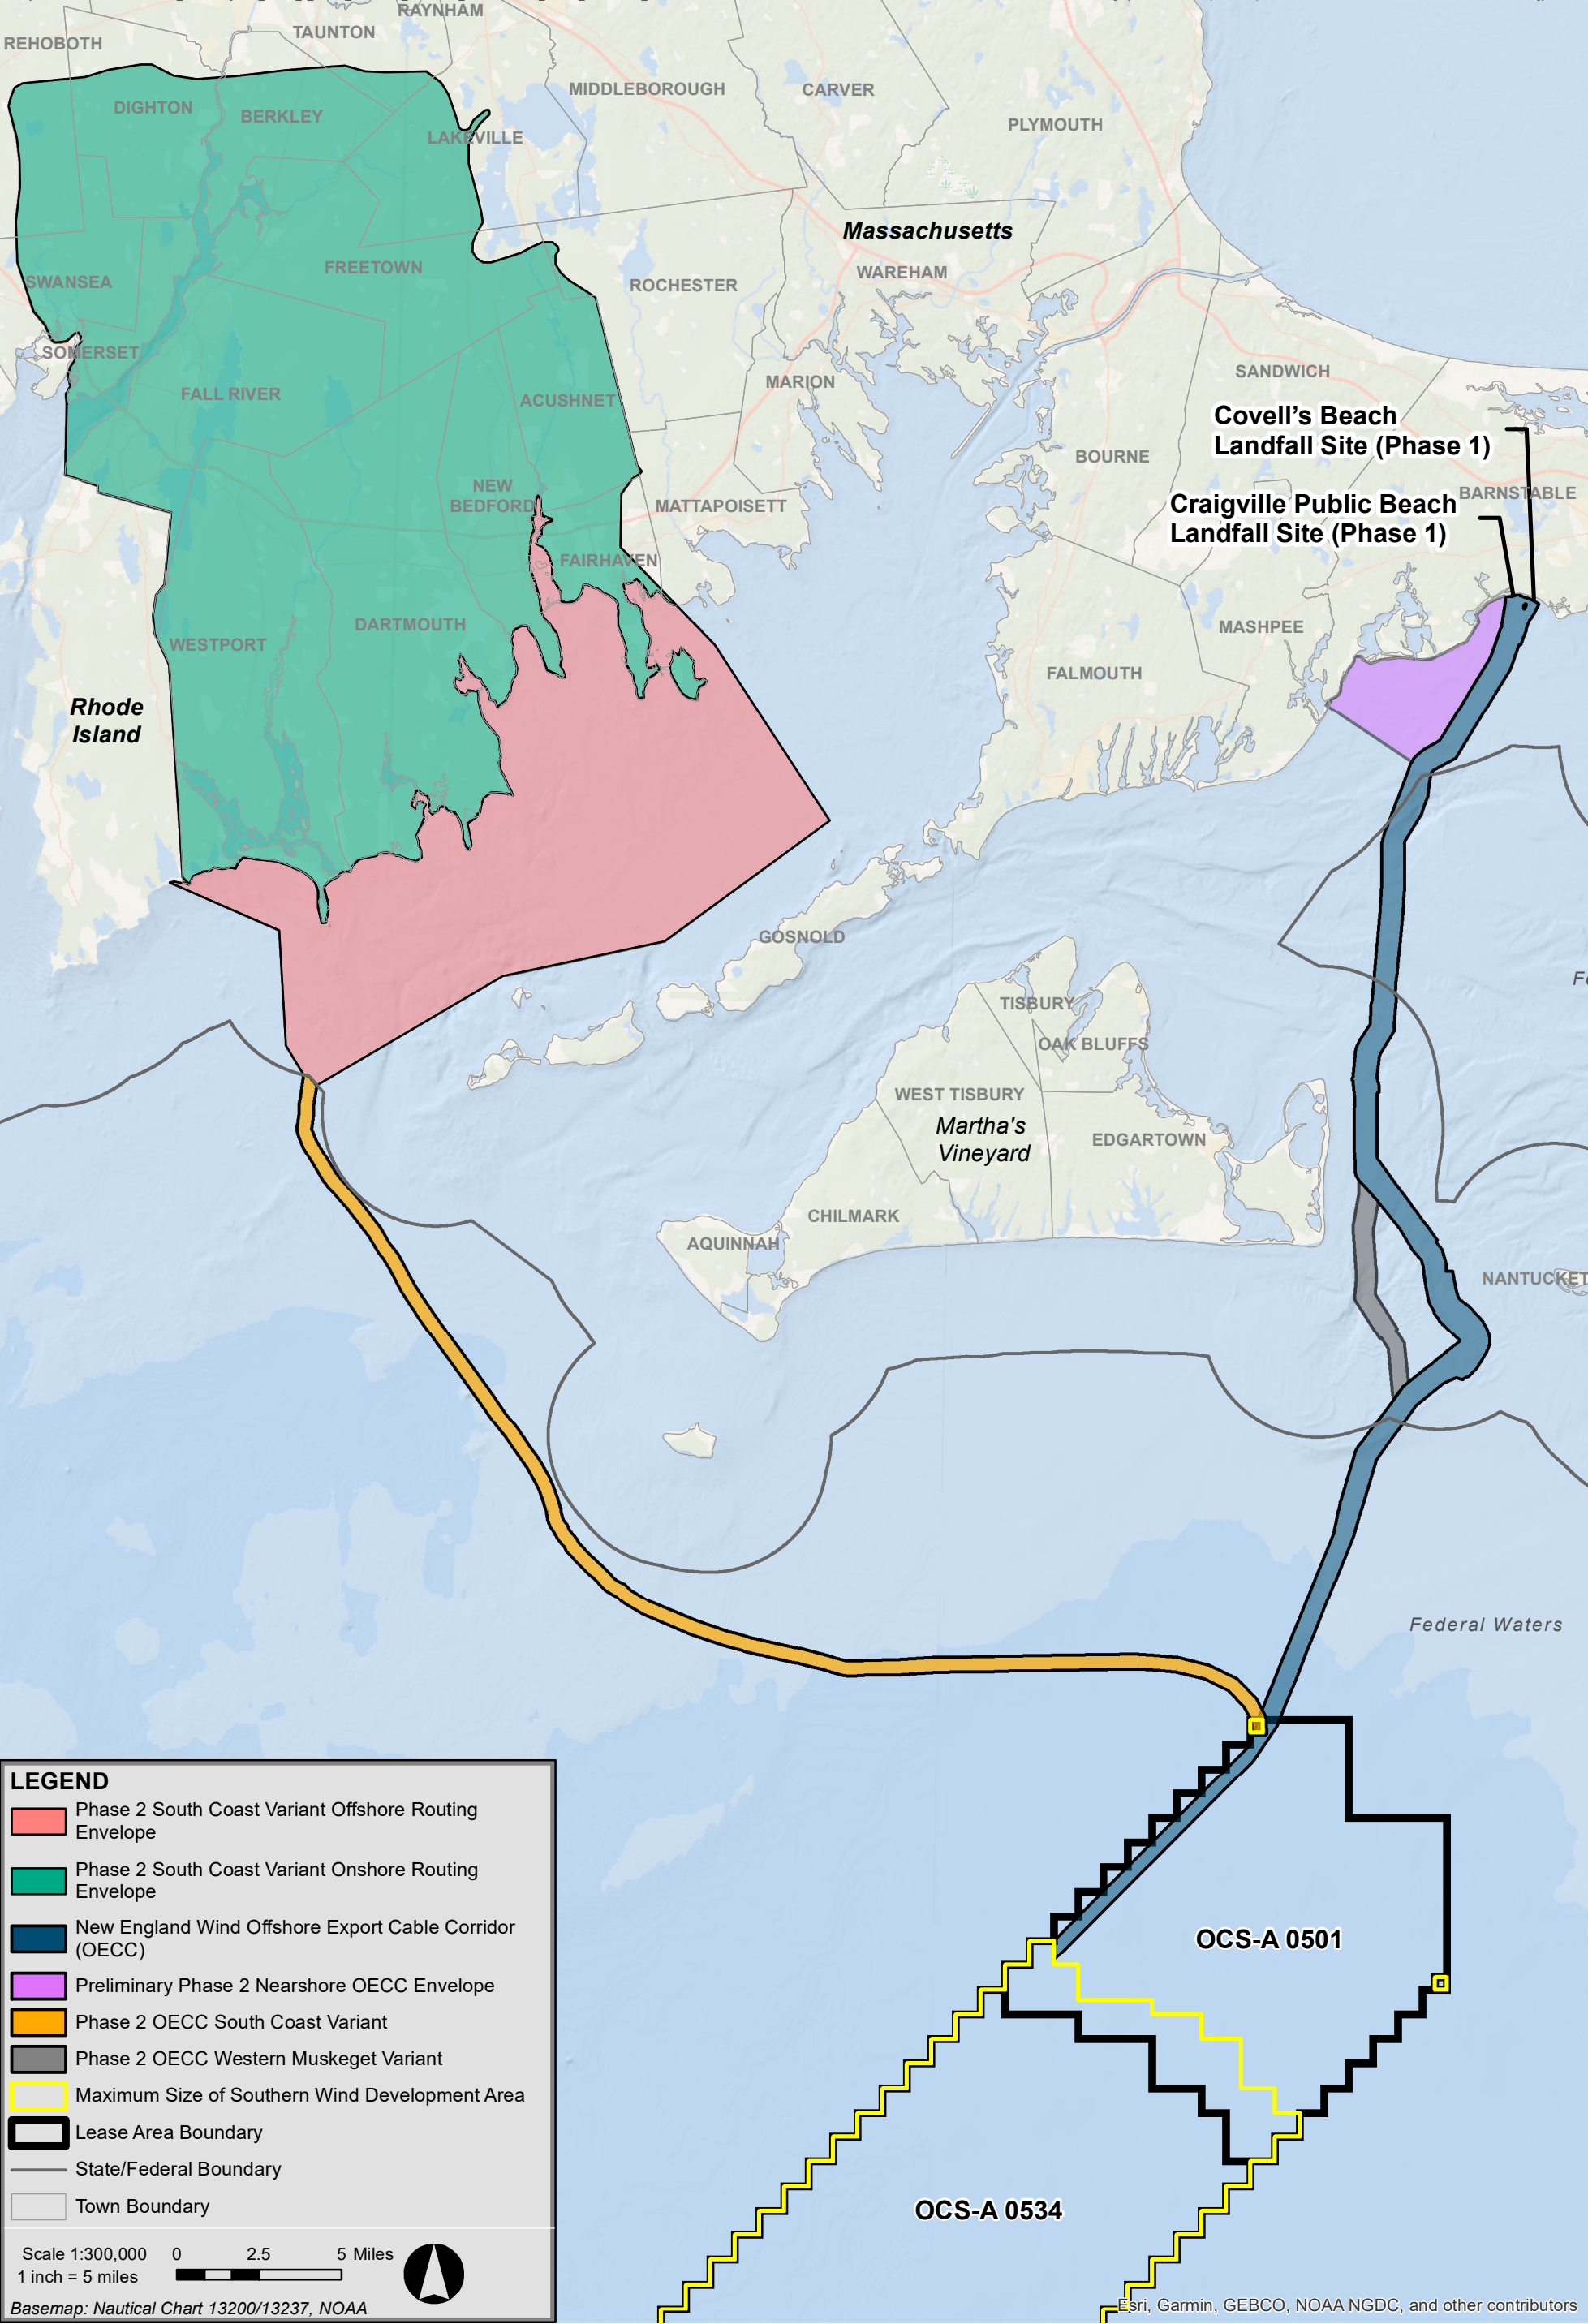 RAYNHAM
TAUNTON
REHOBOTH
MIDDLEBOROUGH
CARVER
DIGHTON
BERKLEY
PLYMOUTH
LAKEVILLE
Massachusetts
FREETOWN
WAREHAM
SWANSEA
ROCHESTER
SOMERSET
SANDWICH
MARION
FALL RIVER
ACUSHNET
Covell's Beach
Landfall Site (Phase 1)
BOURNE
NEW
BEDFORD
MATTAPOISETT
BARNSTABLE
Craigville Public Beach
Landfall Site (Phase 1)
FAIRHAVEN
DARTMOUTH
MASHPEE
WESTPORT
FALMOUTH
Rhode
Island
GOSNOLD
TISBURY
OAK BLUFFS
WEST TISBURY
Martha's
Vineyard
EDGARTOWN
CHILMARK
AQUINNAH
NANTUCKET
Federal Waters
OCS-A 0501
OCS-A 0534
LEGEND
Phase 2 South Coast Variant Offshore Routing
Envelope
Phase 2 South Coast Variant Onshore Routing
Envelope
New England Wind Offshore Export Cable Corridor
(OECC)
Preliminary Phase 2 Nearshore OECC Envelope
Phase 2 OECC South Coast Variant
Phase 2 OECC Western Muskeget Variant
Maximum Size of Southern Wind Development Area
Lease Area Boundary
State/Federal Boundary
Town Boundary
Scale 1:300,000
1 inch = 5 miles
0 2.5 5 Miles
Basemap: Nautical Chart 13200/13237, NOAA
Esri, Garmin, GEBCO, NOAA NGDC, and other contributors